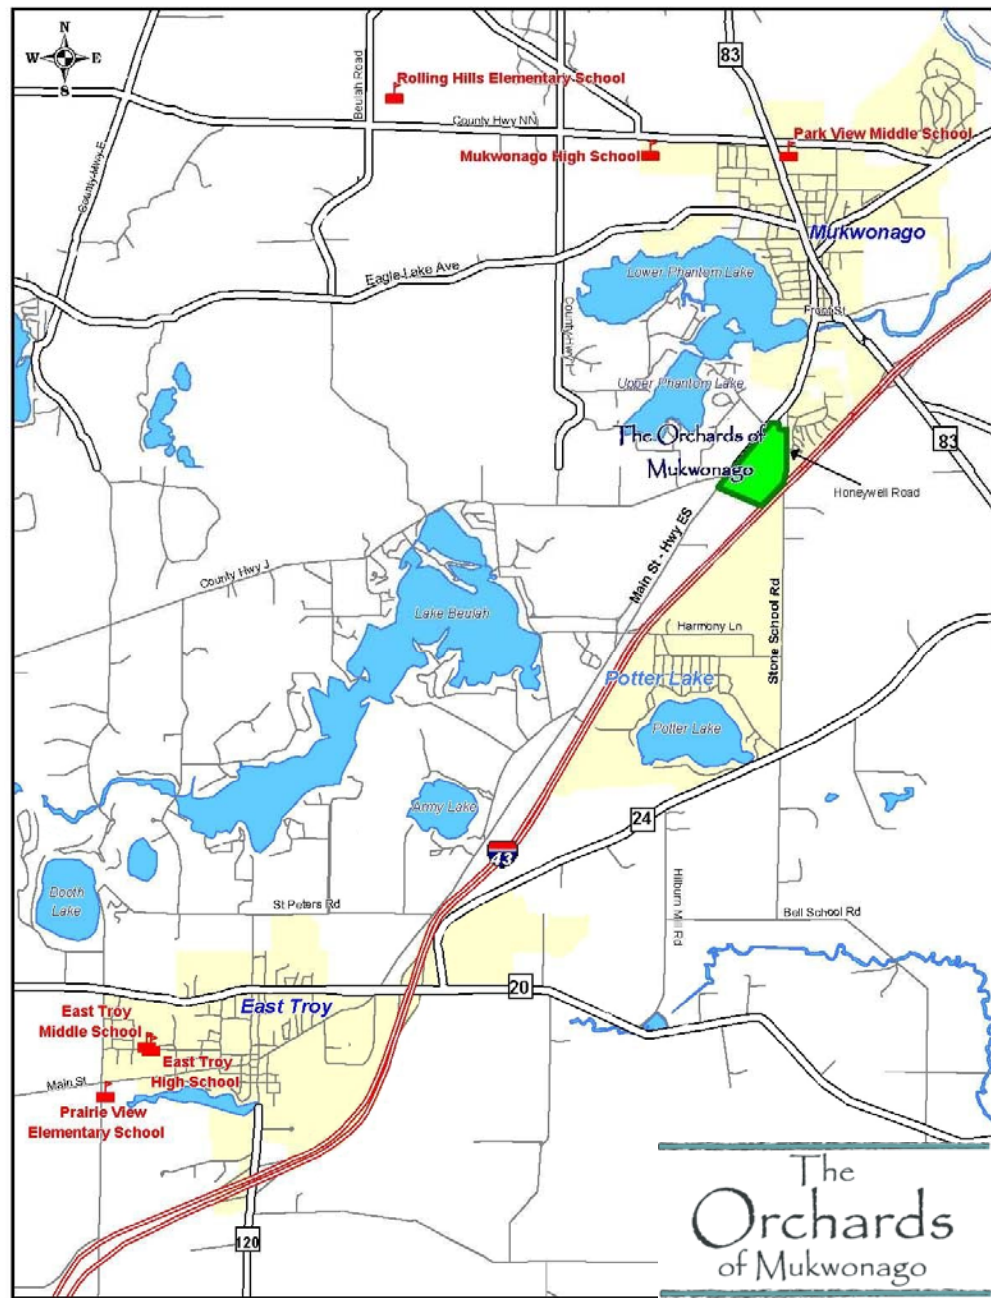 N
W E
S
83
Rolling Hills Elementary School
Beulah Road
County Hwy NN
Park View Middle School
Mukwonago High School
County Hwy E
Mukwonago
Eagle Lake Ave
Lower Phantom Lake
County Hwy I
Front St
Upper Phantom Lake
The Orchards of
Mukwonago
83
Honeywell Road
Main St - Hwy ES
County Hwy J
Lake Beulah
Harmony Ln
Stone School Rd
Potter Lake
Potter Lake
Army Lake
24
43
Booth
Lake
St Peters Rd
Hilburn Mill Rd
Bell School Rd
20
East Troy
East Troy
Middle School
East Troy
High School
Main St
Prairie View
Elementary School
120
The
Orchards
of Mukwonago